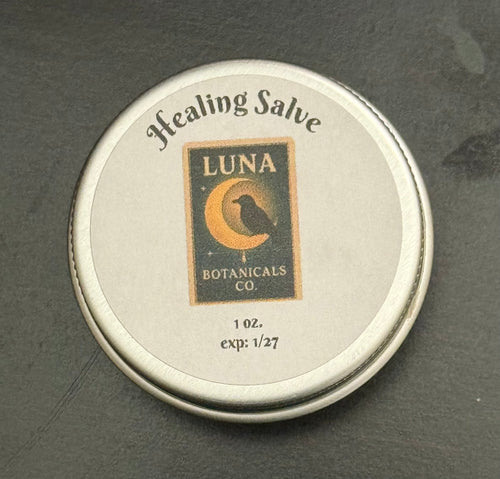 Healing Salve
LUNA
BOTANICALS
CO.
1 oz.
exp: 1/27